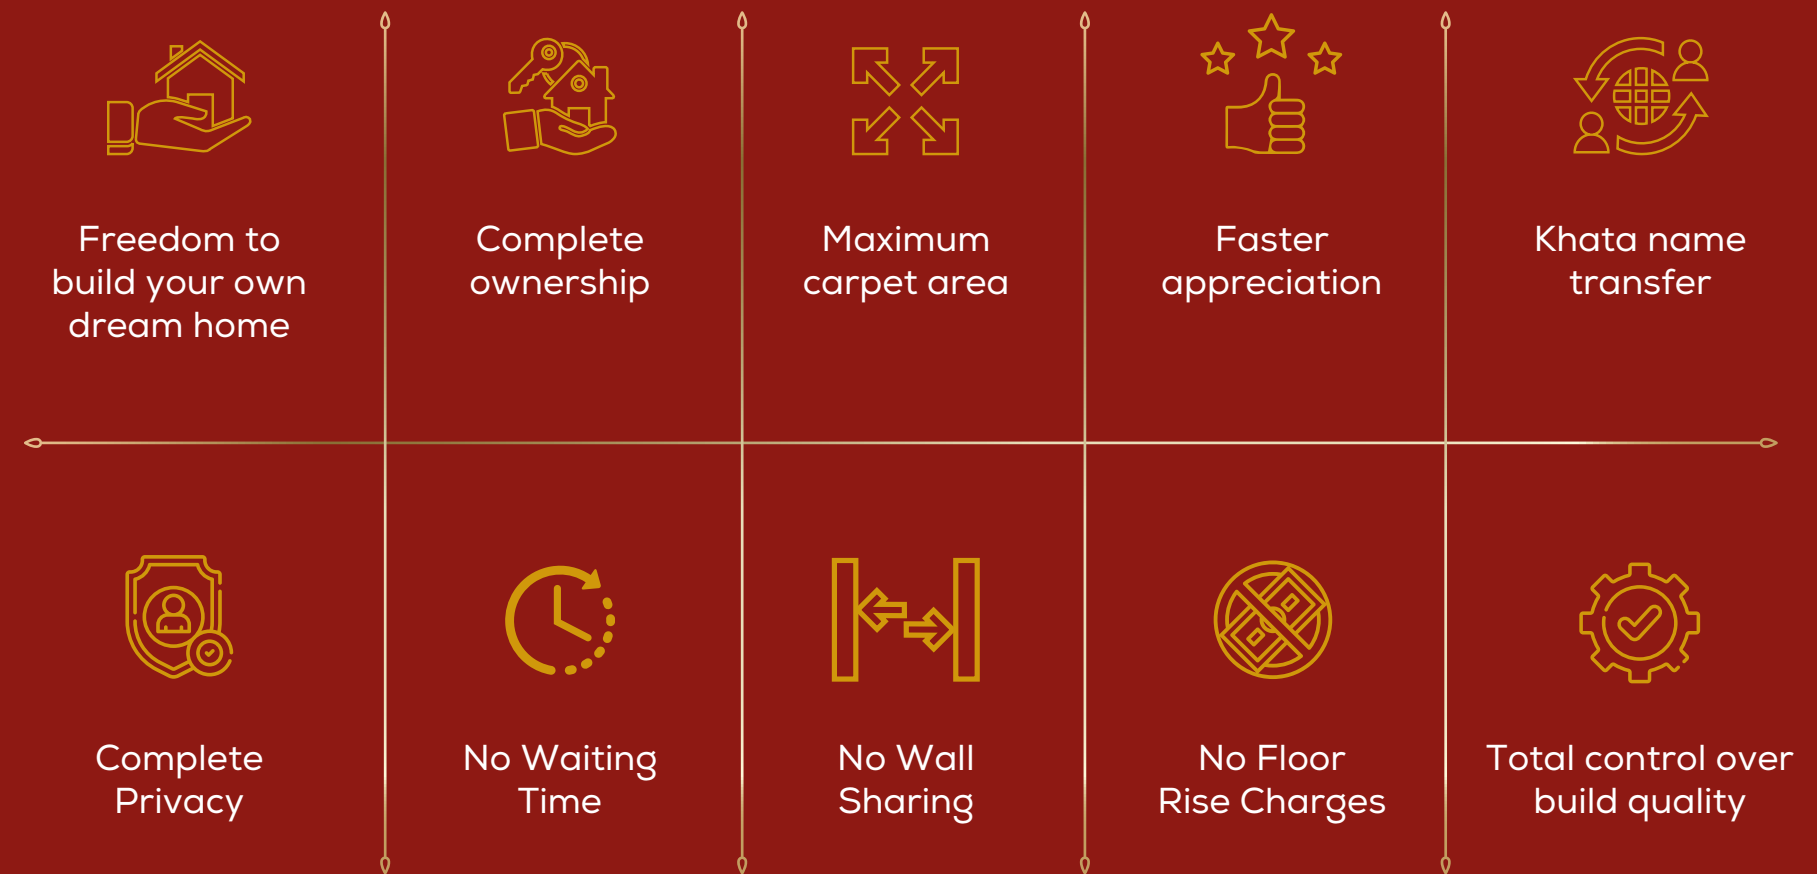 Freedom to
build your own
dream home
Complete
ownership
Maximum
carpet area
Faster
appreciation
Khata name
transfer
Complete
Privacy
No Waiting
Time
No Wall
Sharing
No Floor
Rise Charges
Total control over
build quality